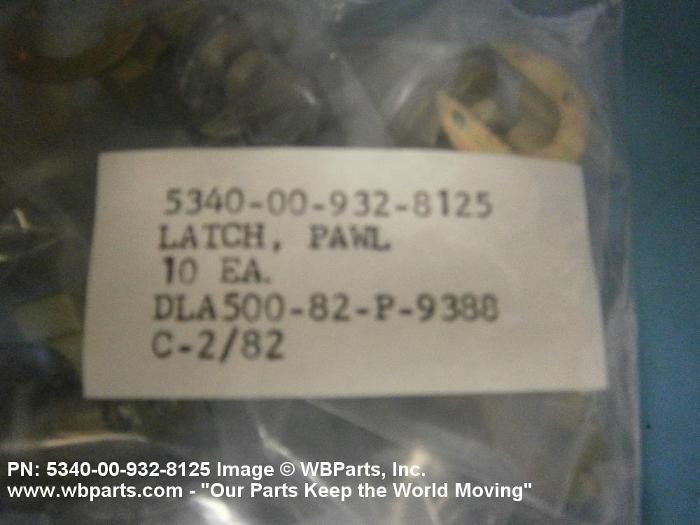 5340-00-932-8125
LATCH, PAWL
10 EA.
DLA500-82-P-9388
C-2/82
PN: 5340-00-932-8125 Image © WBParts, Inc.
www.wbparts.com - "Our Parts Keep the World Moving"